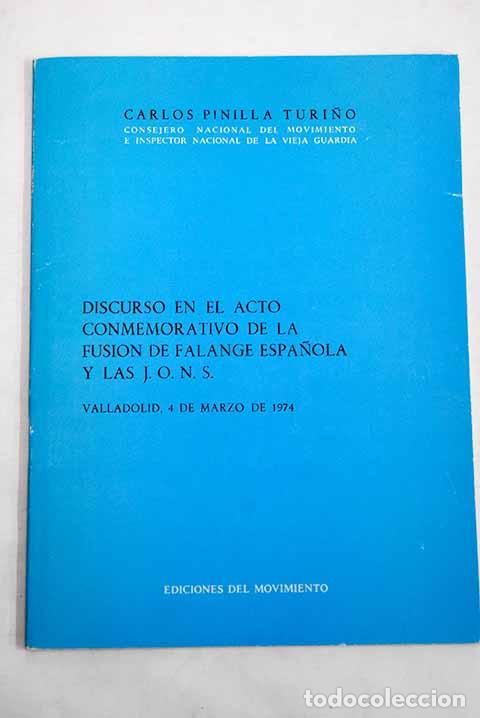 CARLOS PINILLA TURIÑO
CONSEJERO NACIONAL DEL MOVIMIENTO
E INSPECTOR NACIONAL DE LA VIEJA GUARDIA
DISCURSO EN EL ACTO
CONMEMORATIVO DE LA
FUSION DE FALANGE ESPAÑOLA
Y LAS J. O. N. S.
VALLADOLID, 4 DE MARZO DE 1974
EDICIONES DEL MOVIMIENTO
todocoleccion